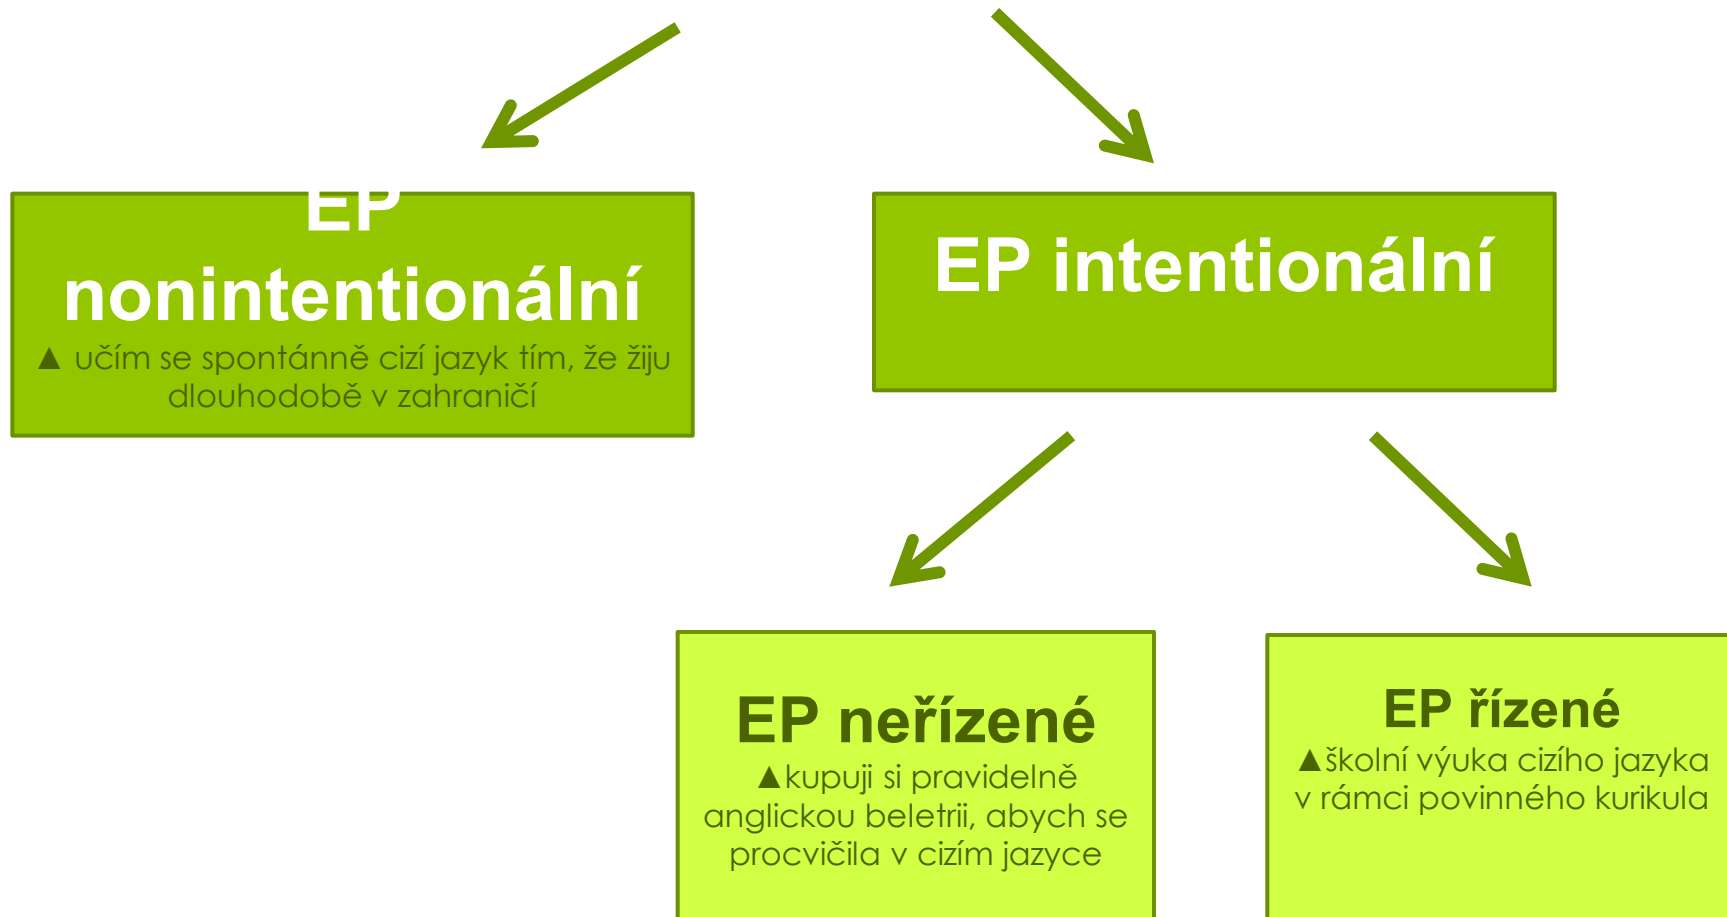 EP
nonintentionální
▲ učím se spontánně cizí jazyk tím, že žiju
dlouhodobě v zahraničí
EP intentionální
EP neřízené
▲kupuji si pravidelně
anglickou beletrii, abych se
procvičila v cizím jazyce
EP řízené
▲školní výuka cizího jazyka
v rámci povinného kurikula